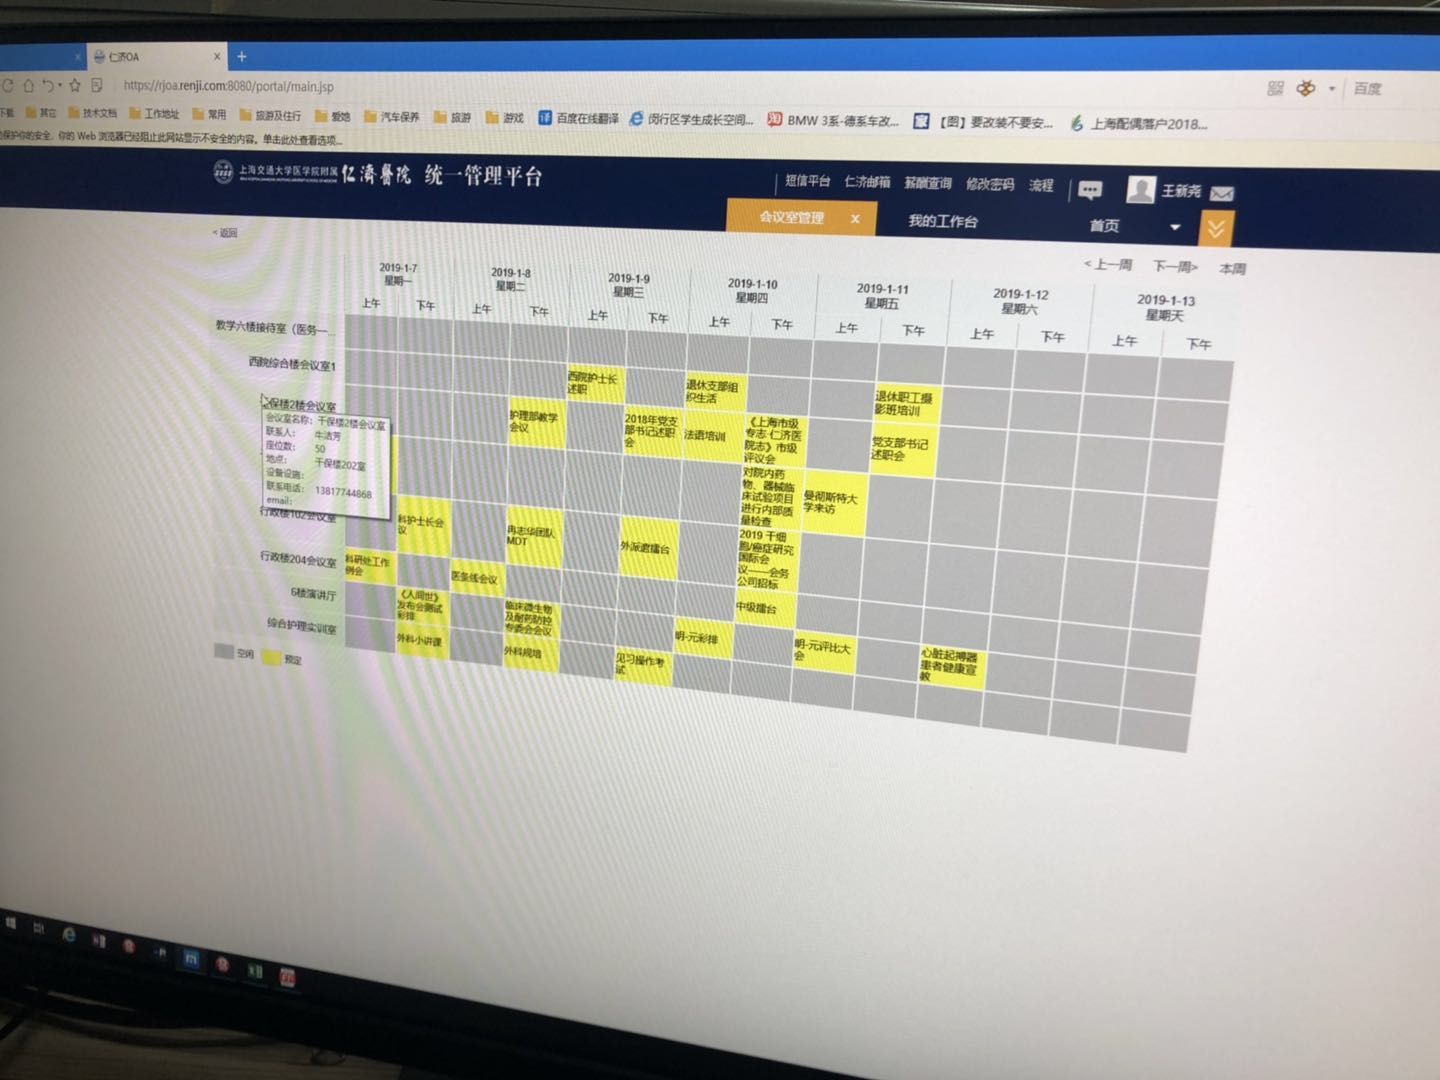 仁济OA
https://rjoa.renji.com:8080/portal/main.jsp
百度
下载 其它 技术文档 工作地址 常用 旅游及住行 爱她 汽车保养 旅游 游戏 百度在线翻译 闵行区学生成长空间... BMW 3系-德系车改... 【图】要改装不要安... 上海配偶落户2018...
保护你的安全，你的 Web 浏览器已经阻止此网站显示不安全的内容。单击此处查看选项...
上海交通大学医学院附属 仁濟醫院 统一管理平台
短信平台 仁济邮箱 薪酬查询 修改密码 流程 王新尧
会议室管理 x 我的工作台 首页
<返回
<上一周 下一周> 本周
2019-1-7 2019-1-8 2019-1-9 2019-1-10 2019-1-11 2019-1-12 2019-1-13
星期一 星期二 星期三 星期四 星期五 星期六 星期天
上午 下午 上午 下午 上午 下午 上午 下午 上午 下午 上午 下午 上午 下午
教学六楼接待室（医务一...
西院综合楼会议室1
西院护士长
述职
退休支部组
织生活
退休职工摄
影班培训
保楼2楼会议室
护理部教学
会议
2018年党支
部书记述职
会
法语培训
《上海市级
专志·仁济医
院志》市级
评议会
党支部书记
述职会
会议室名称： 干保楼2楼会议室
联系人： 牛洁芳
座位数： 50
地点： 干保楼202室
设备设施：
联系电话： 13817744868
email：
对院内药
物、器械临
床试验项目
进行内部质
量检查
曼彻斯特大
学来访
行政楼102会议室
科护士长会
议
冉志华团队
MDT
外派遣擂台
2019 干细
胞/癌症研究
国际会
议——会务
公司招标
行政楼204会议室
科研处工作
例会
医务线会议
中级擂台
6楼演讲厅
《人间世》
发布会测试
彩排
临床微生物
及耐药防控
专委会会议
明-元彩排
明-元评比大
会
心脏起搏器
患者健康宣
教
综合护理实训室
外科小讲课
外科规培
见习操作考
试
空闲 预定